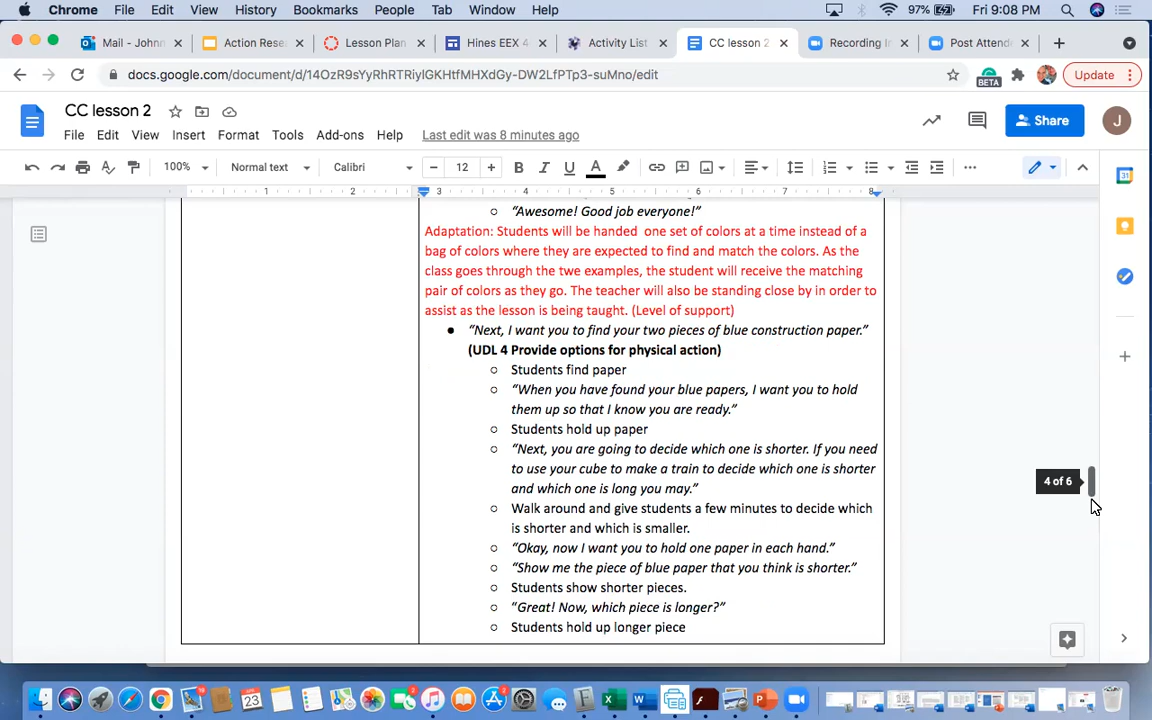 Chrome File Edit View History Bookmarks People Tab Window Help 97% Fri 9:08 PM
Mail - Johnn Action Rese Lesson Plan Hines EEX 4 Activity List CC lesson 2 Recording In Post Attend
docs.google.com/document/d/14OzR9sYyRhRTRiylGKHtfMHXdGy-DW2LfPTp3-suMno/edit BETA Update
CC lesson 2
File Edit View Insert Format Tools Add-ons Help Last edit was 8 minutes ago Share J
100% Normal text Calibri 12 B I U A
1 2 3 4 5 6 7 8 31
“Awesome! Good job everyone!”
Adaptation: Students will be handed one set of colors at a time instead of a
bag of colors where they are expected to find and match the colors. As the
class goes through the twe examples, the student will receive the matching
pair of colors as they go. The teacher will also be standing close by in order to
assist as the lesson is being taught. (Level of support)
“Next, I want you to find your two pieces of blue construction paper.”
(UDL 4 Provide options for physical action)
Students find paper
“When you have found your blue papers, I want you to hold
them up so that I know you are ready.”
Students hold up paper
“Next, you are going to decide which one is shorter. If you need
to use your cube to make a train to decide which one is shorter
and which one is long you may.”
4 of 6
Walk around and give students a few minutes to decide which
is shorter and which is smaller.
“Okay, now I want you to hold one paper in each hand.”
“Show me the piece of blue paper that you think is shorter.”
Students show shorter pieces.
“Great! Now, which piece is longer?”
Students hold up longer piece